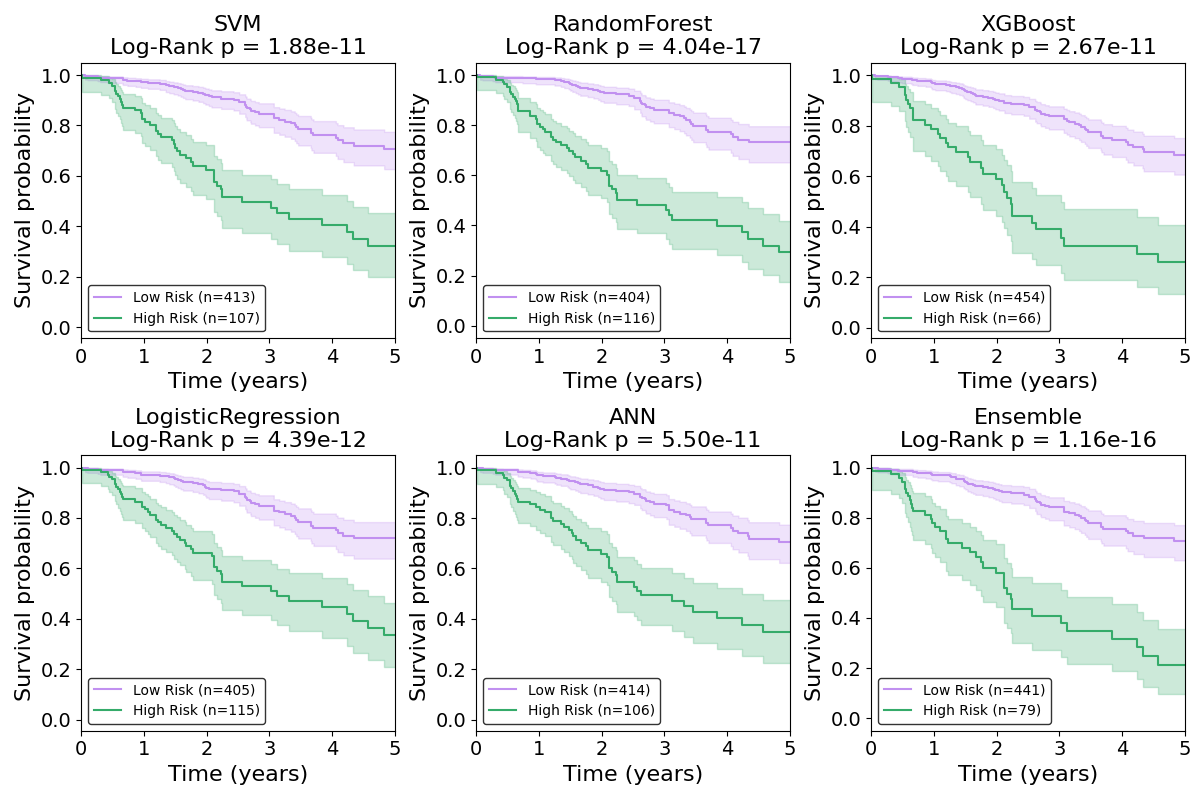 SVM
Log-Rank p = 1.88e-11
Survival probability
1.0
0.8
0.6
0.4
0.2
0.0
Low Risk (n=413)
High Risk (n=107)
0 1 2 3 4 5
Time (years)
RandomForest
Log-Rank p = 4.04e-17
Survival probability
1.0
0.8
0.6
0.4
0.2
0.0
Low Risk (n=404)
High Risk (n=116)
0 1 2 3 4 5
Time (years)
XGBoost
Log-Rank p = 2.67e-11
Survival probability
1.0
0.8
0.6
0.4
0.2
0.0
Low Risk (n=454)
High Risk (n=66)
0 1 2 3 4 5
Time (years)
LogisticRegression
Log-Rank p = 4.39e-12
Survival probability
1.0
0.8
0.6
0.4
0.2
0.0
Low Risk (n=405)
High Risk (n=115)
0 1 2 3 4 5
Time (years)
ANN
Log-Rank p = 5.50e-11
Survival probability
1.0
0.8
0.6
0.4
0.2
0.0
Low Risk (n=414)
High Risk (n=106)
0 1 2 3 4 5
Time (years)
Ensemble
Log-Rank p = 1.16e-16
Survival probability
1.0
0.8
0.6
0.4
0.2
0.0
Low Risk (n=441)
High Risk (n=79)
0 1 2 3 4 5
Time (years)